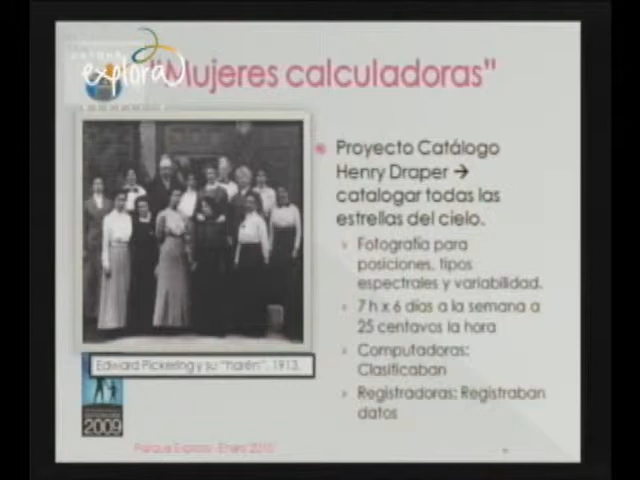 explora
"Mujeres calculadoras"
Proyecto Catálogo
Henry Draper →
catalogar todas las
estrellas del cielo.
Fotografía para
posiciones, tipos
espectrales y variabilidad.
7 h x 6 días a la semana a
25 centavos la hora
Computadoras:
Clasificaban
Registradoras: Registraban
datos
Edward Pickering y su "harén", 1913.
2009
Parque Explora - Enero 2010